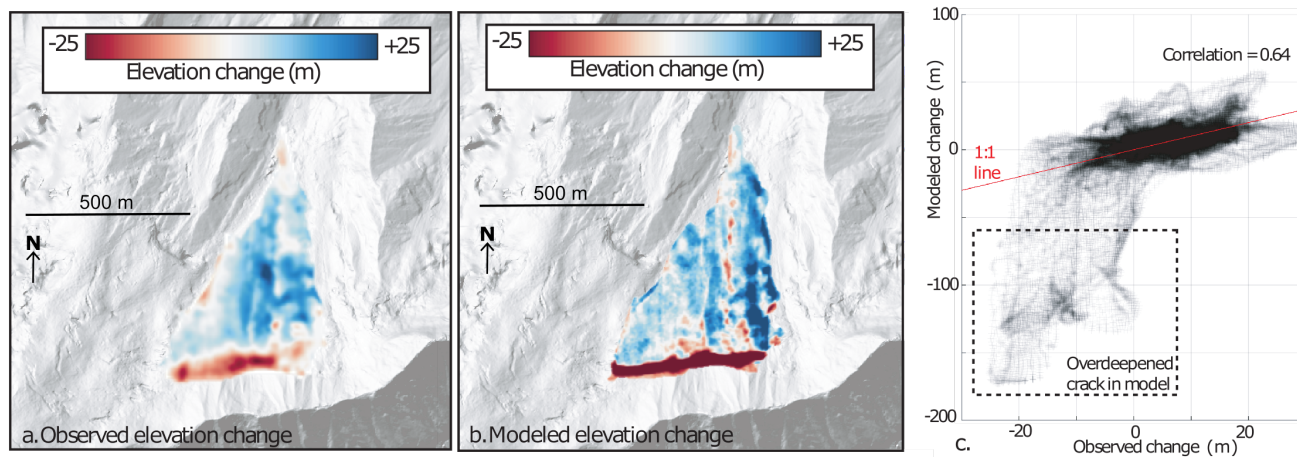 -25
+25
Elevation change (m)
500 m
N
a. Observed elevation change
-25
+25
Elevation change (m)
500 m
N
b. Modeled elevation change
100
0
-100
-200
Modeled change (m)
Correlation = 0.64
1:1
line
Overdeepened
crack in model
-20
0
20
Observed change (m)
c.